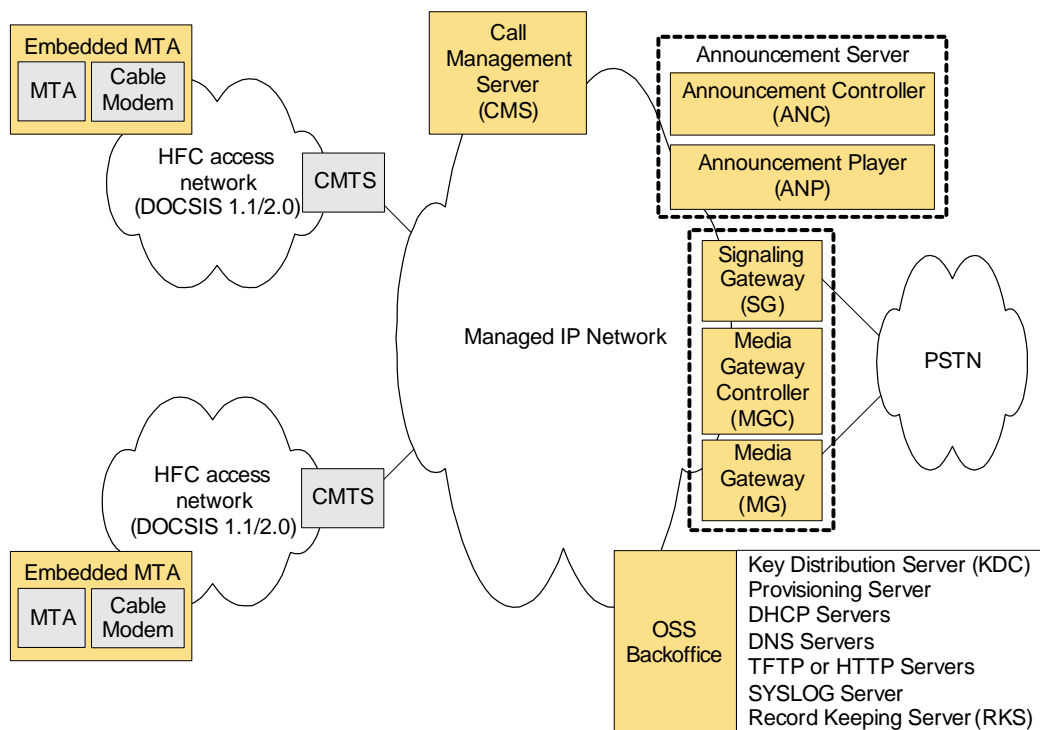 Embedded MTA
MTA
Cable
Modem
HFC access
network
(DOCSIS 1.1/2.0)
CMTS
Call
Management
Server
(CMS)
Announcement Server
Announcement Controller
(ANC)
Announcement Player
(ANP)
Signaling
Gateway
(SG)
Media
Gateway
Controller
(MGC)
Media
Gateway
(MG)
Managed IP Network
PSTN
HFC access
network
(DOCSIS 1.1/2.0)
CMTS
Embedded MTA
MTA
Cable
Modem
OSS
Backoffice
Key Distribution Server (KDC)
Provisioning Server
DHCP Servers
DNS Servers
TFTP or HTTP Servers
SYSLOG Server
Record Keeping Server (RKS)